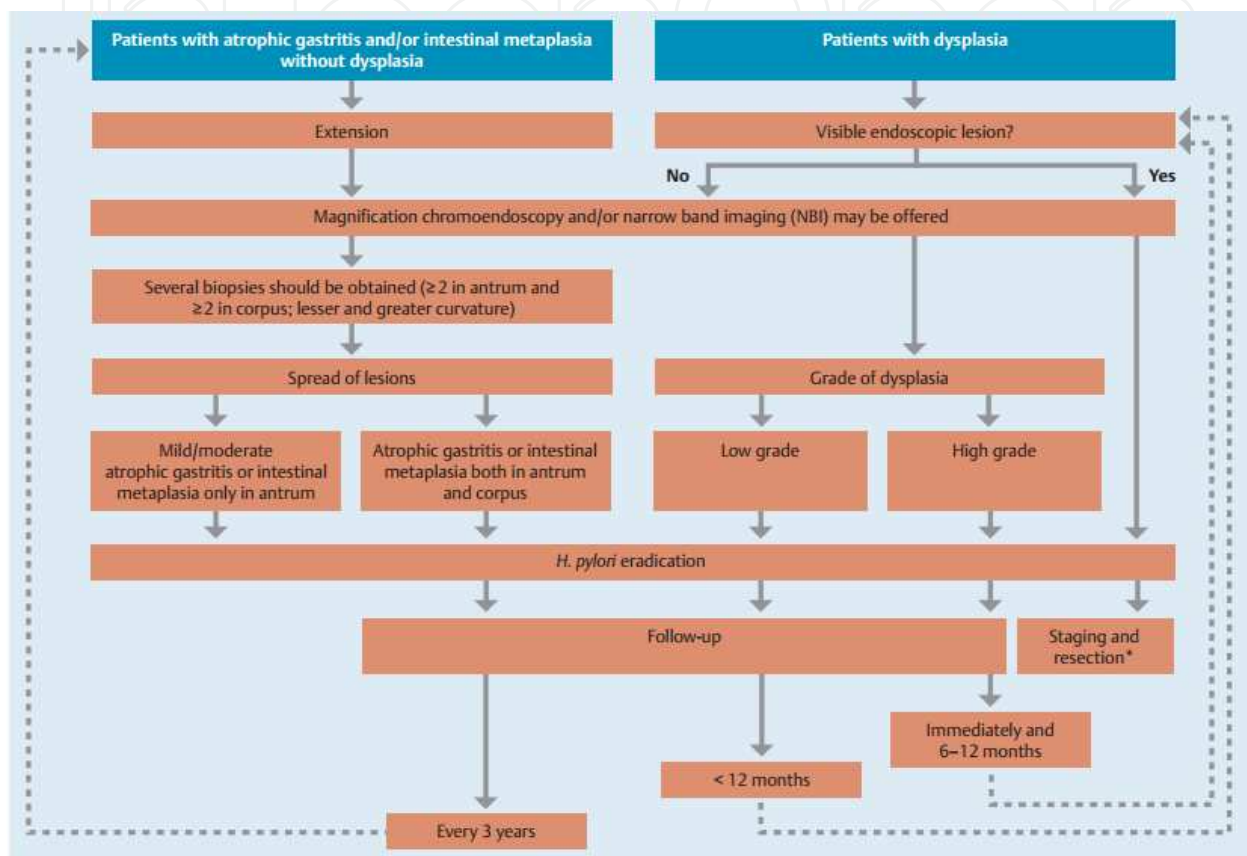 Patients with atrophic gastritis and/or intestinal metaplasia
without dysplasia
Patients with dysplasia
Extension
Visible endoscopic lesion?
No
Yes
Magnification chromoendoscopy and/or narrow band imaging (NBI) may be offered
Several biopsies should be obtained (≥2 in antrum and
≥2 in corpus; lesser and greater curvature)
Spread of lesions
Grade of dysplasia
Mild/moderate
atrophic gastritis or intestinal
metaplasia only in antrum
Atrophic gastritis or intestinal
metaplasia both in antrum
and corpus
Low grade
High grade
H. pylori eradication
Follow-up
Staging and
resection*
Immediately and
6–12 months
< 12 months
Every 3 years